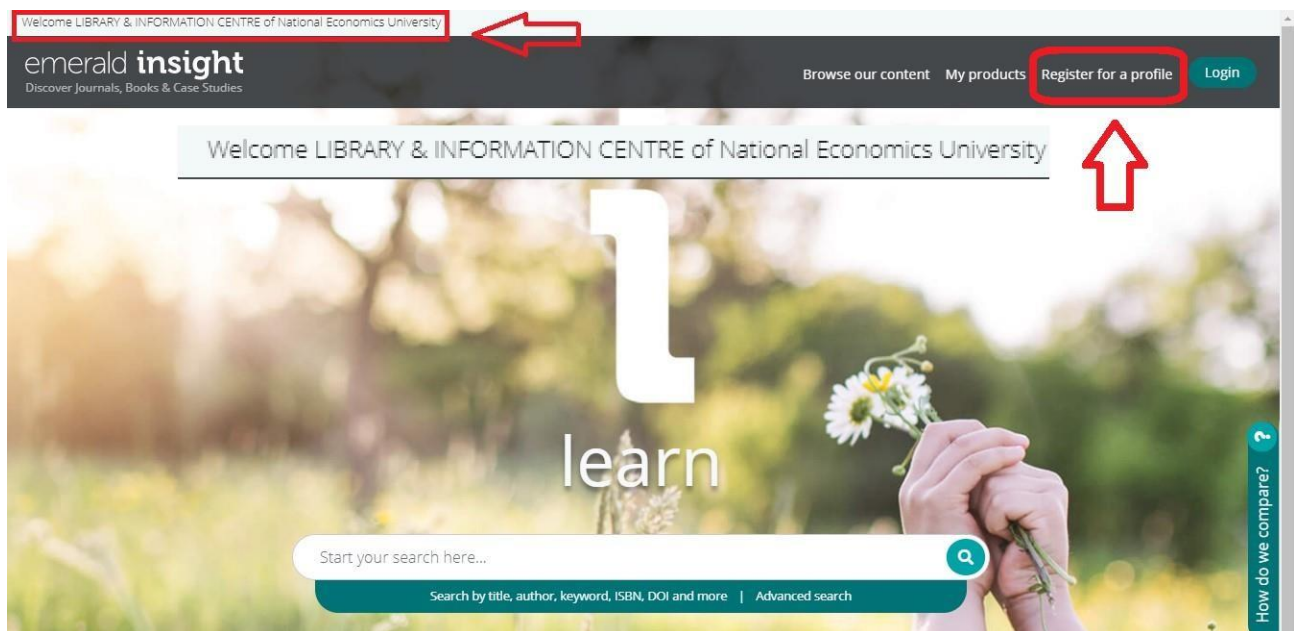 Welcome LIBRARY & INFORMATION CENTRE of National Economics University
emerald insight
Discover Journals, Books & Case Studies
Browse our content My products Register for a profile Login
Welcome LIBRARY & INFORMATION CENTRE of National Economics University
l
learn
Start your search here...
Search by title, author, keyword, ISBN, DOI and more | Advanced search
How do we compare? ?